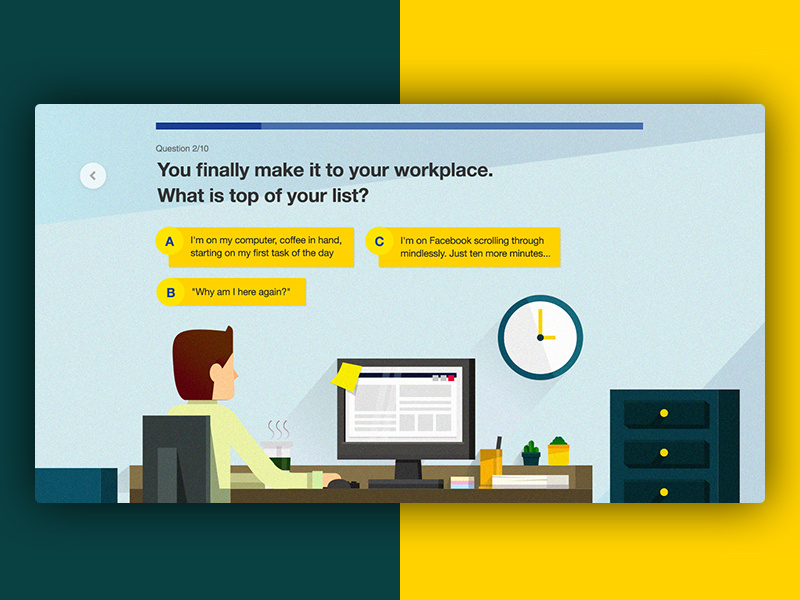 Question 2/10
You finally make it to your workplace.
What is top of your list?
A
I'm on my computer, coffee in hand,
starting on my first task of the day
C
I'm on Facebook scrolling through
mindlessly. Just ten more minutes...
B
"Why am I here again?"